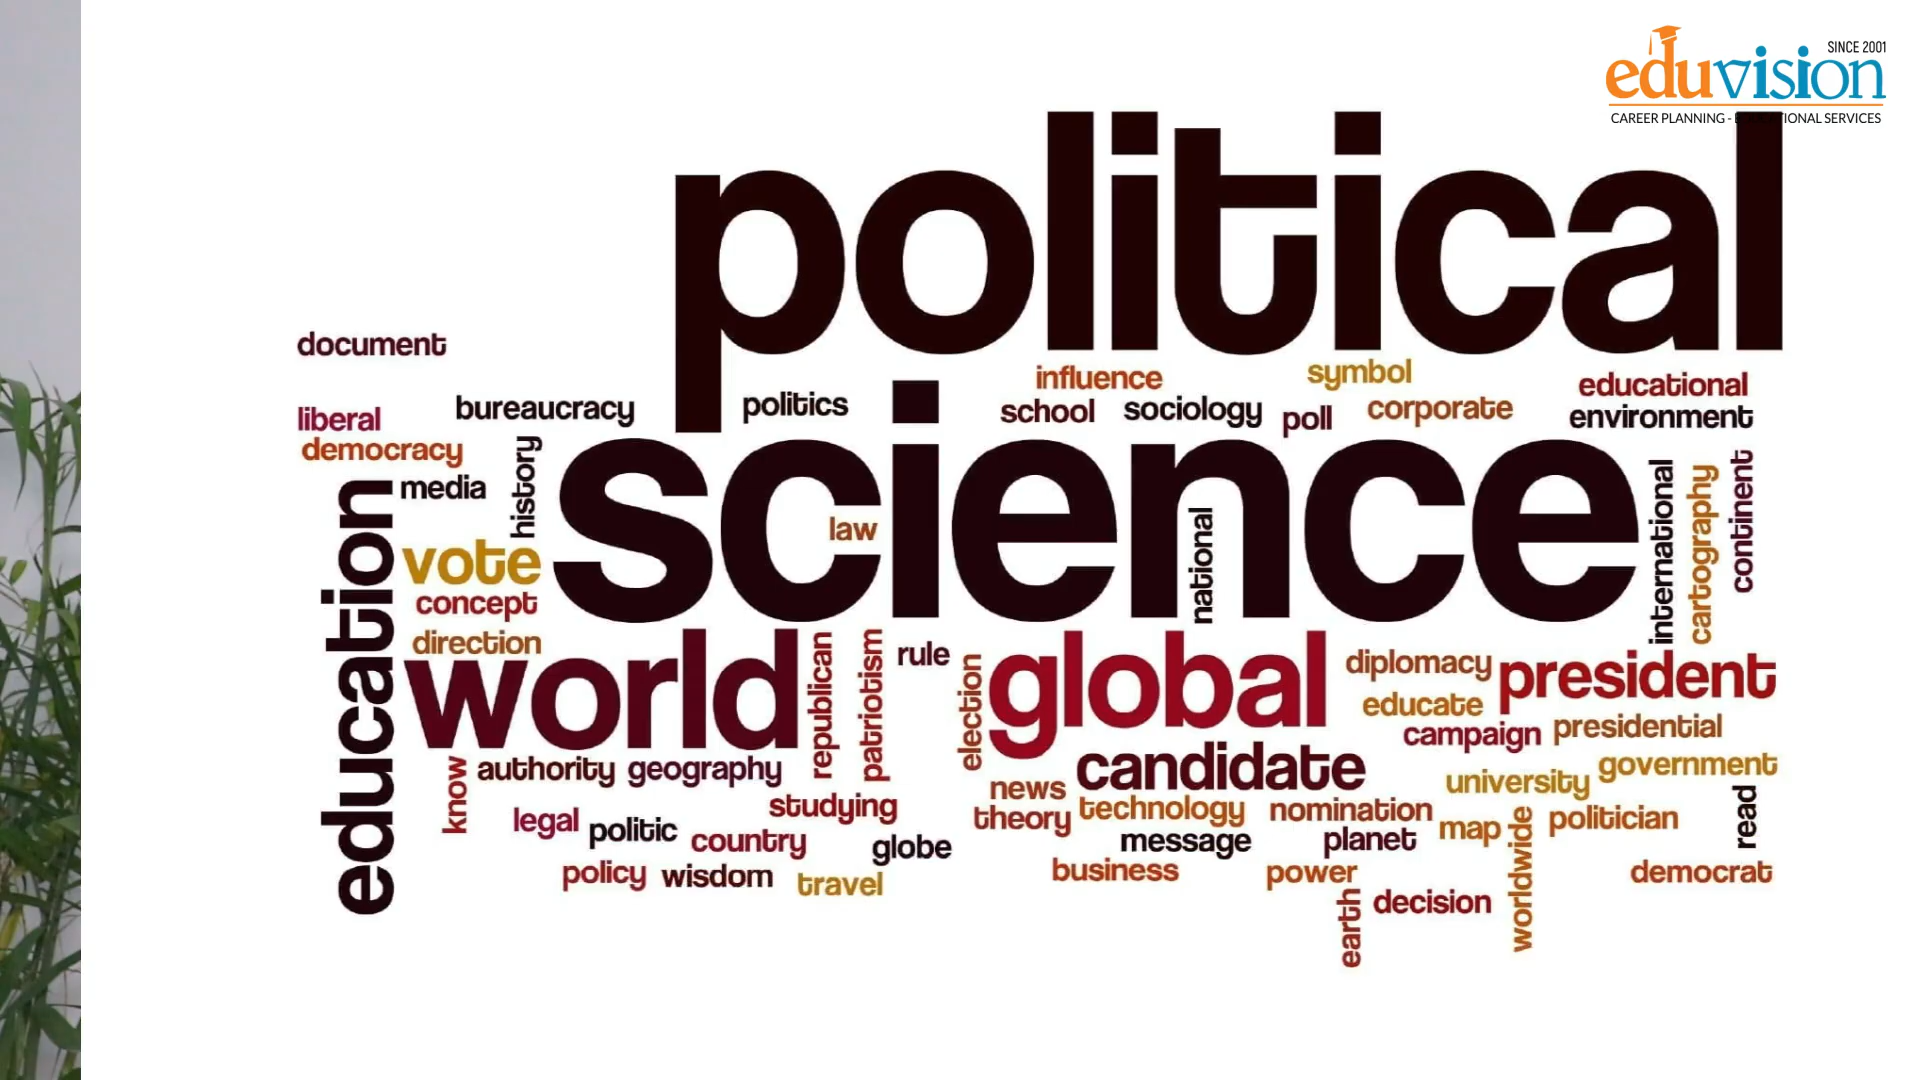 SINCE 2001
eduvision
CAREER PLANNING - EDUCATIONAL SERVICES
political
science
document
influence
symbol
educational
liberal
bureaucracy
politics
school
sociology
poll
corporate
environment
democracy
media
history
law
national
international
cartography
continent
education
vote
concept
direction
world
republican
patriotism
rule
election
global
diplomacy
president
educate
campaign
presidential
know
authority
geography
candidate
university
government
news
studying
theory
technology
nomination
map
politician
read
legal
politic
country
globe
message
planet
worldwide
policy
wisdom
travel
business
power
democrat
earth
decision